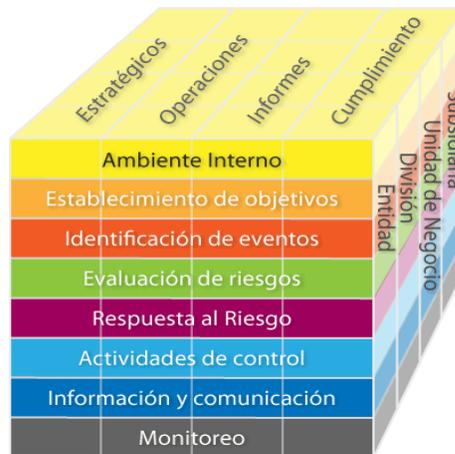 Estratégicos
Operaciones
Informes
Cumplimiento
Ambiente Interno
Establecimiento de objetivos
Identificación de eventos
Evaluación de riesgos
Respuesta al Riesgo
Actividades de control
Información y comunicación
Monitoreo
Entidad
División
Unidad de Negocio